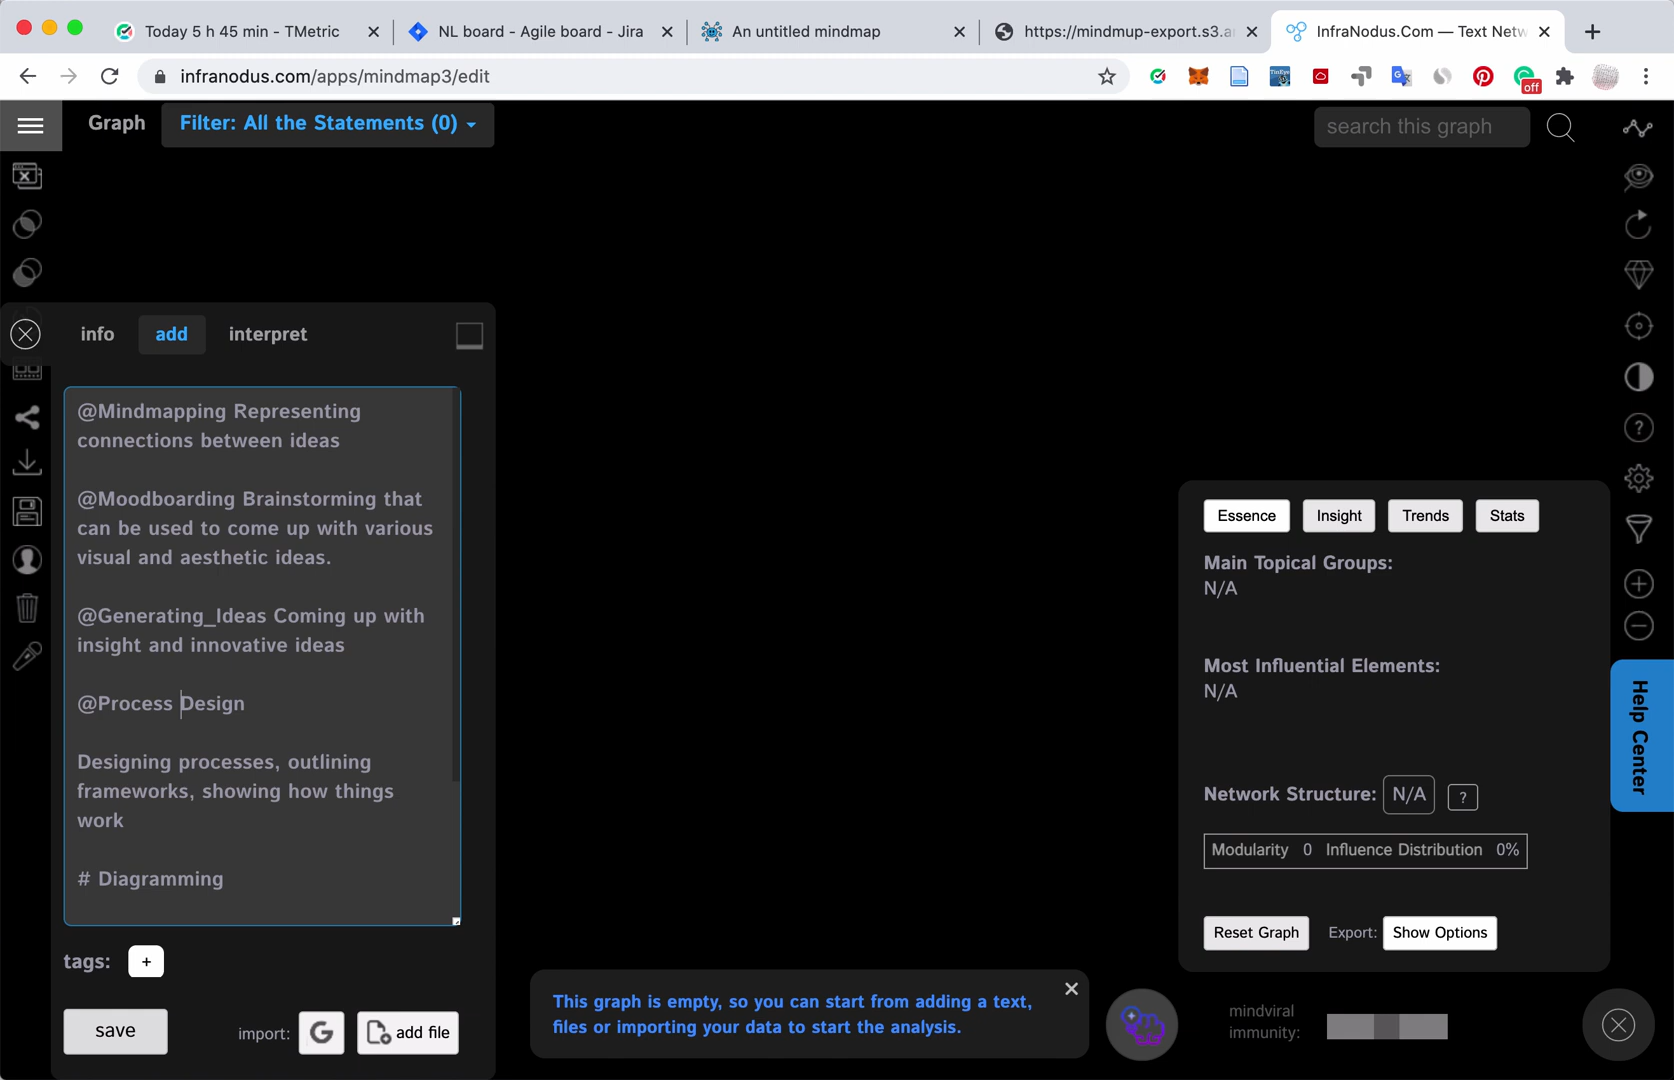 Today 5 h 45 min - TMetric
NL board - Agile board - Jira
An untitled mindmap
https://mindmup-export.s3.a
InfraNodus.Com — Text Netw
infranodus.com/apps/mindmap3/edit
TinEye
off
Graph
Filter: All the Statements (0)
search this graph
info
add
interpret
@Mindmapping Representing
connections between ideas
@Moodboarding Brainstorming that
can be used to come up with various
visual and aesthetic ideas.
@Generating_Ideas Coming up with
insight and innovative ideas
@Process Design
Designing processes, outlining
frameworks, showing how things
work
# Diagramming
tags: +
save
import: G
add file
This graph is empty, so you can start from adding a text,
files or importing your data to start the analysis.
Essence
Insight
Trends
Stats
Main Topical Groups:
N/A
Most Influential Elements:
N/A
Network Structure: N/A ?
Modularity 0 Influence Distribution 0%
Reset Graph
Export: Show Options
mindviral
immunity:
Help Center